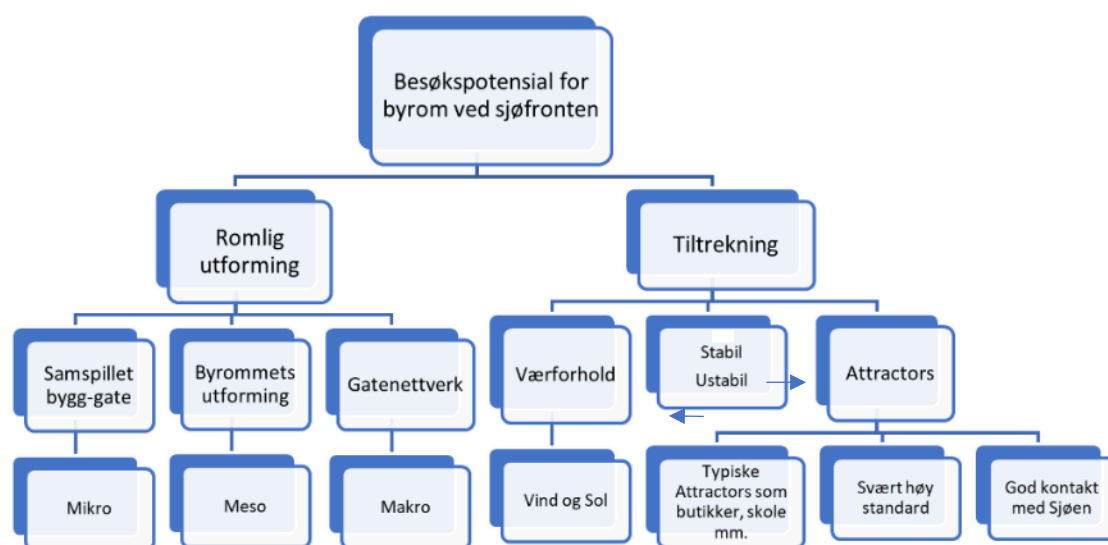 Besøkspotensial for
byrom ved sjøfronten
Romlig
utforming
Tiltrekning
Samspillet
bygg-gate
Byrommets
utforming
Gatenettverk
Værforhold
Stabil
Ustabil
Attractors
Mikro
Meso
Makro
Vind og Sol
Typiske
Attractors som
butikker, skole
mm.
Svært høy
standard
God kontakt
med Sjøen